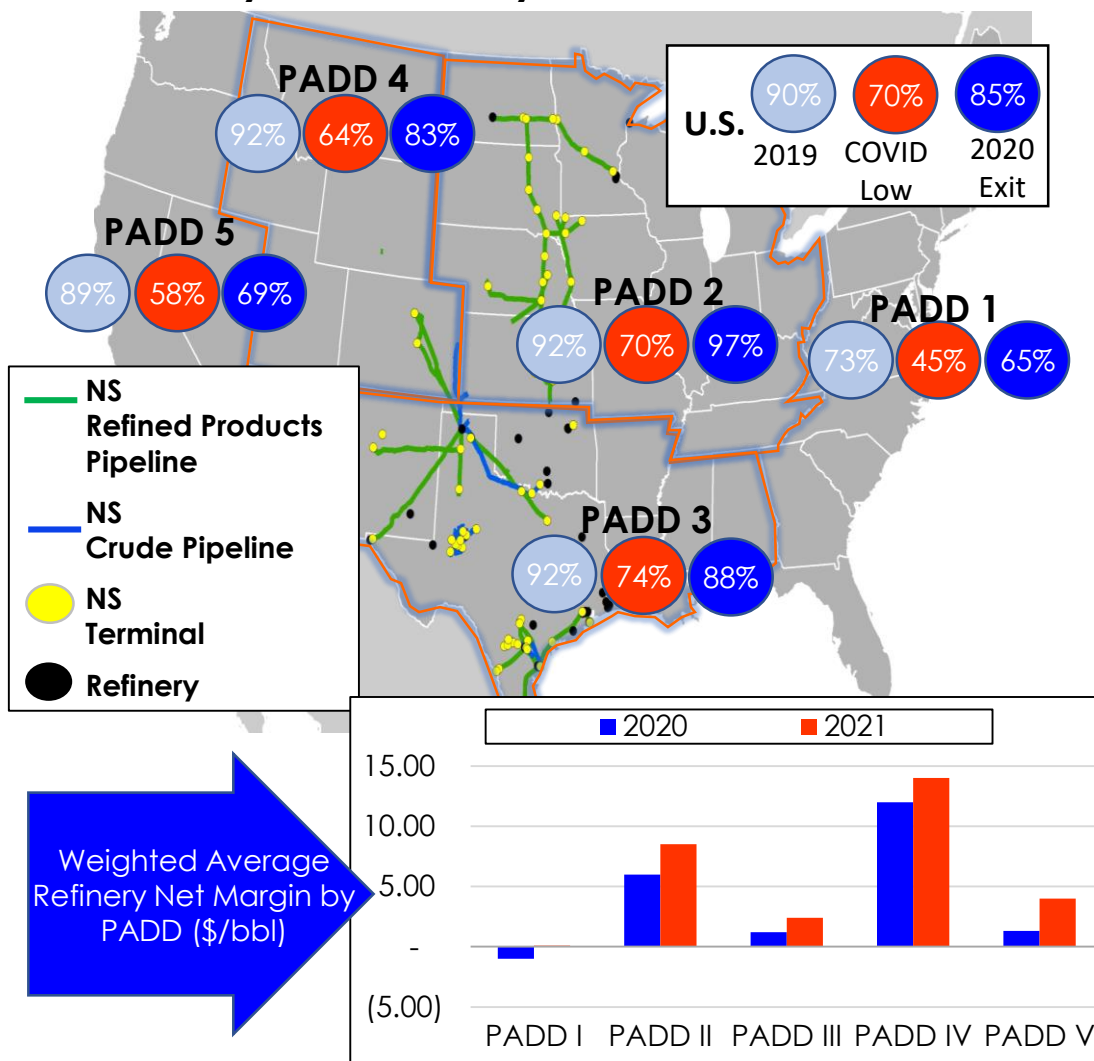 PADD 4
92% 64% 83%
U.S.
90% 70% 85%
2019 COVID Low 2020 Exit
PADD 5
89% 58% 69%
PADD 2
92% 70% 97%
PADD 1
73% 45% 65%
PADD 3
92% 74% 88%
NS
Refined Products
Pipeline
NS
Crude Pipeline
NS
Terminal
Refinery
Weighted Average
Refinery Net Margin by
PADD ($/bbl)
2020 2021
15.00
10.00
5.00
-
(5.00)
PADD I PADD II PADD III PADD IV PADD V